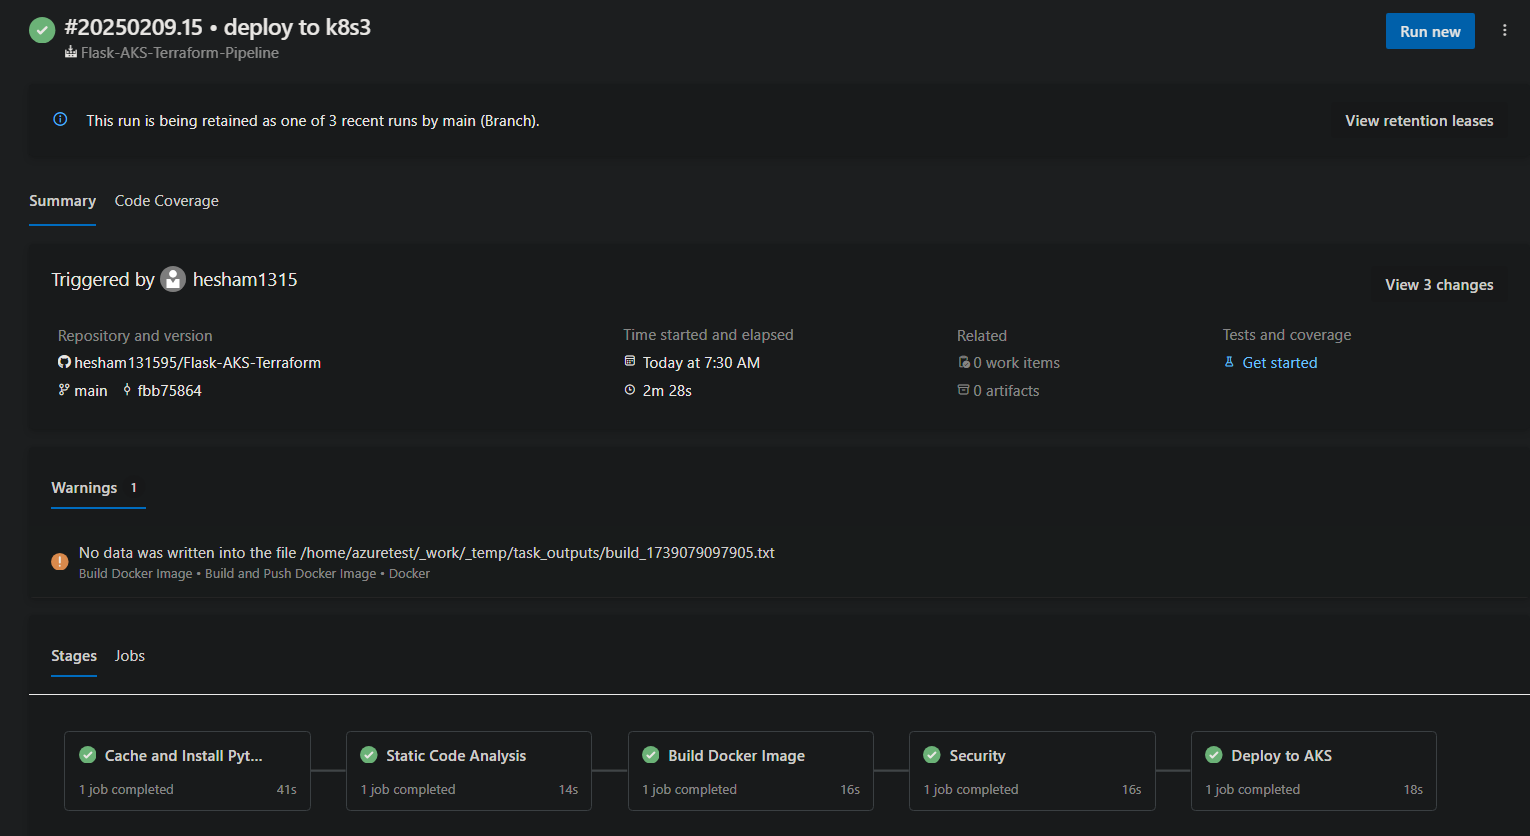 #20250209.15 • deploy to k8s3
Run new
Flask-AKS-Terraform-Pipeline
This run is being retained as one of 3 recent runs by main (Branch).
View retention leases
Summary
Code Coverage
Triggered by hesham1315
View 3 changes
Repository and version
Time started and elapsed
Related
Tests and coverage
hesham131595/Flask-AKS-Terraform
Today at 7:30 AM
0 work items
Get started
main fbb75864
2m 28s
0 artifacts
Warnings 1
No data was written into the file /home/azuretest/_work/_temp/task_outputs/build_1739079097905.txt
Build Docker Image • Build and Push Docker Image • Docker
Stages
Jobs
Cache and Install Pyt...
1 job completed 41s
Static Code Analysis
1 job completed 14s
Build Docker Image
1 job completed 16s
Security
1 job completed 16s
Deploy to AKS
1 job completed 18s